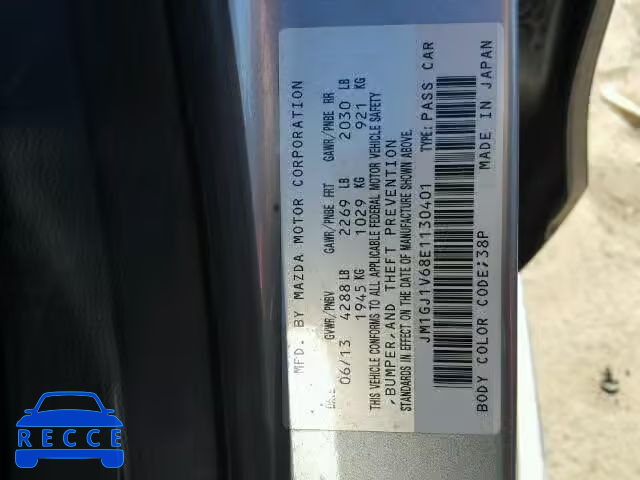 MFD. BY MAZDA MOTOR CORPORATION
GVWR/PNBV GAWR/PNBE FRT GAWR/PNBE RR
06/13 4288 LB 2269 LB 2030 LB
1945 KG 1029 KG 921 KG
THIS VEHICLE CONFORMS TO ALL APPLICABLE FEDERAL MOTOR VEHICLE SAFETY
,BUMPER,AND THEFT PREVENTION
STANDARDS IN EFFECT ON THE DATE OF MANUFACTURE SHOWN ABOVE.
JM1GJ1V68E1130401 TYPE: PASS CAR
BODY COLOR CODE;38P MADE IN JAPAN
RECCE